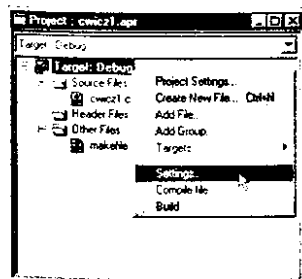 Project : cwicz1.apr
Target: Debug
Target: Debug
Source Files
cwicz1.c
Header Files
Other Files
makefile
Project Settings...
Create New File... Ctrl+N
Add File...
Add Group...
Targets
Settings...
Compile file
Build